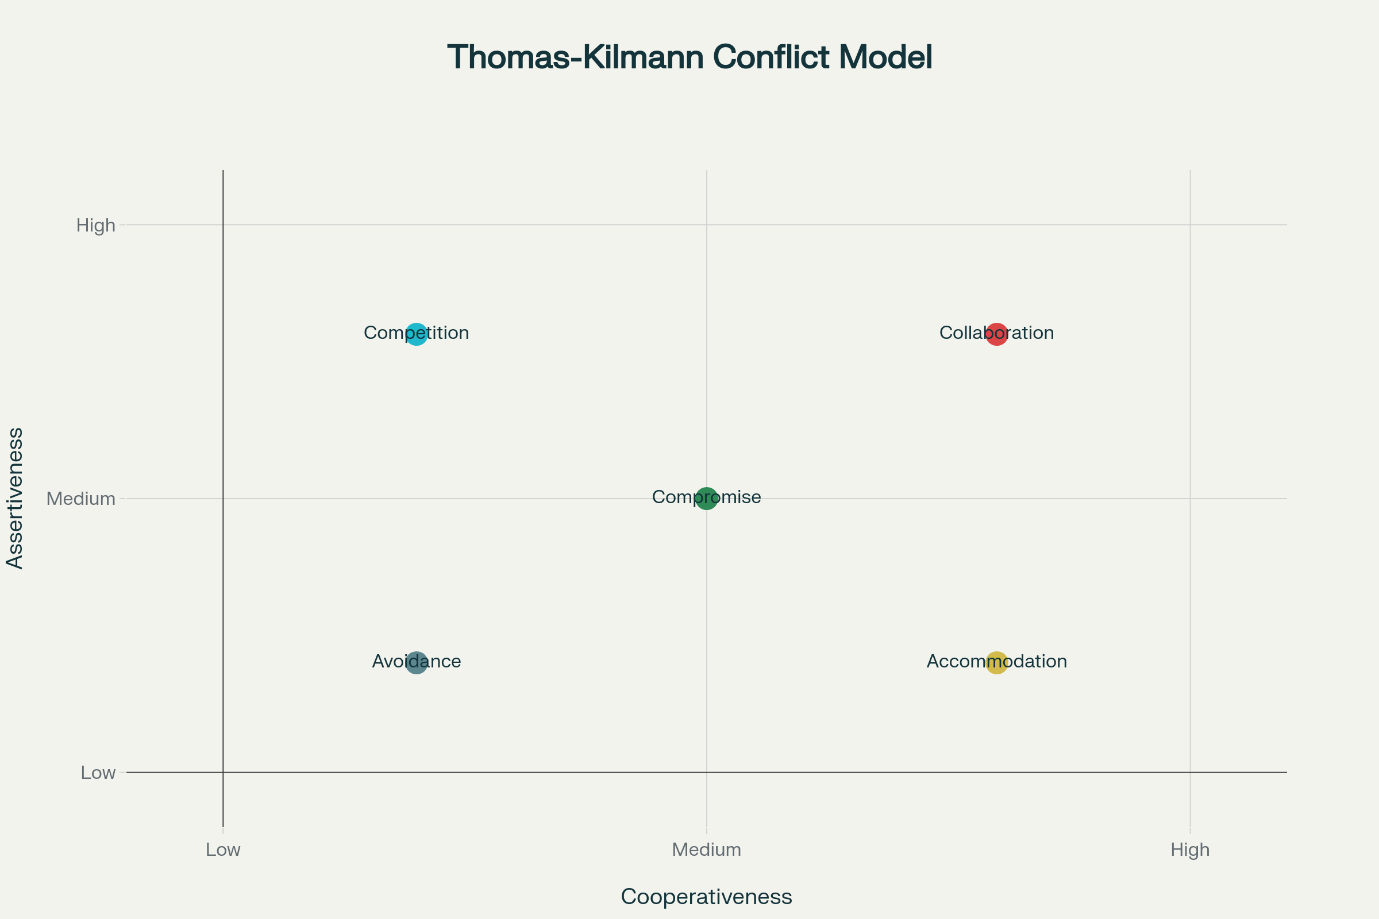 Thomas-Kilmann Conflict Model
High
Competition
Collaboration
Assertiveness
Medium
Compromise
Avoidance
Accommodation
Low
Low
Medium
High
Cooperativeness